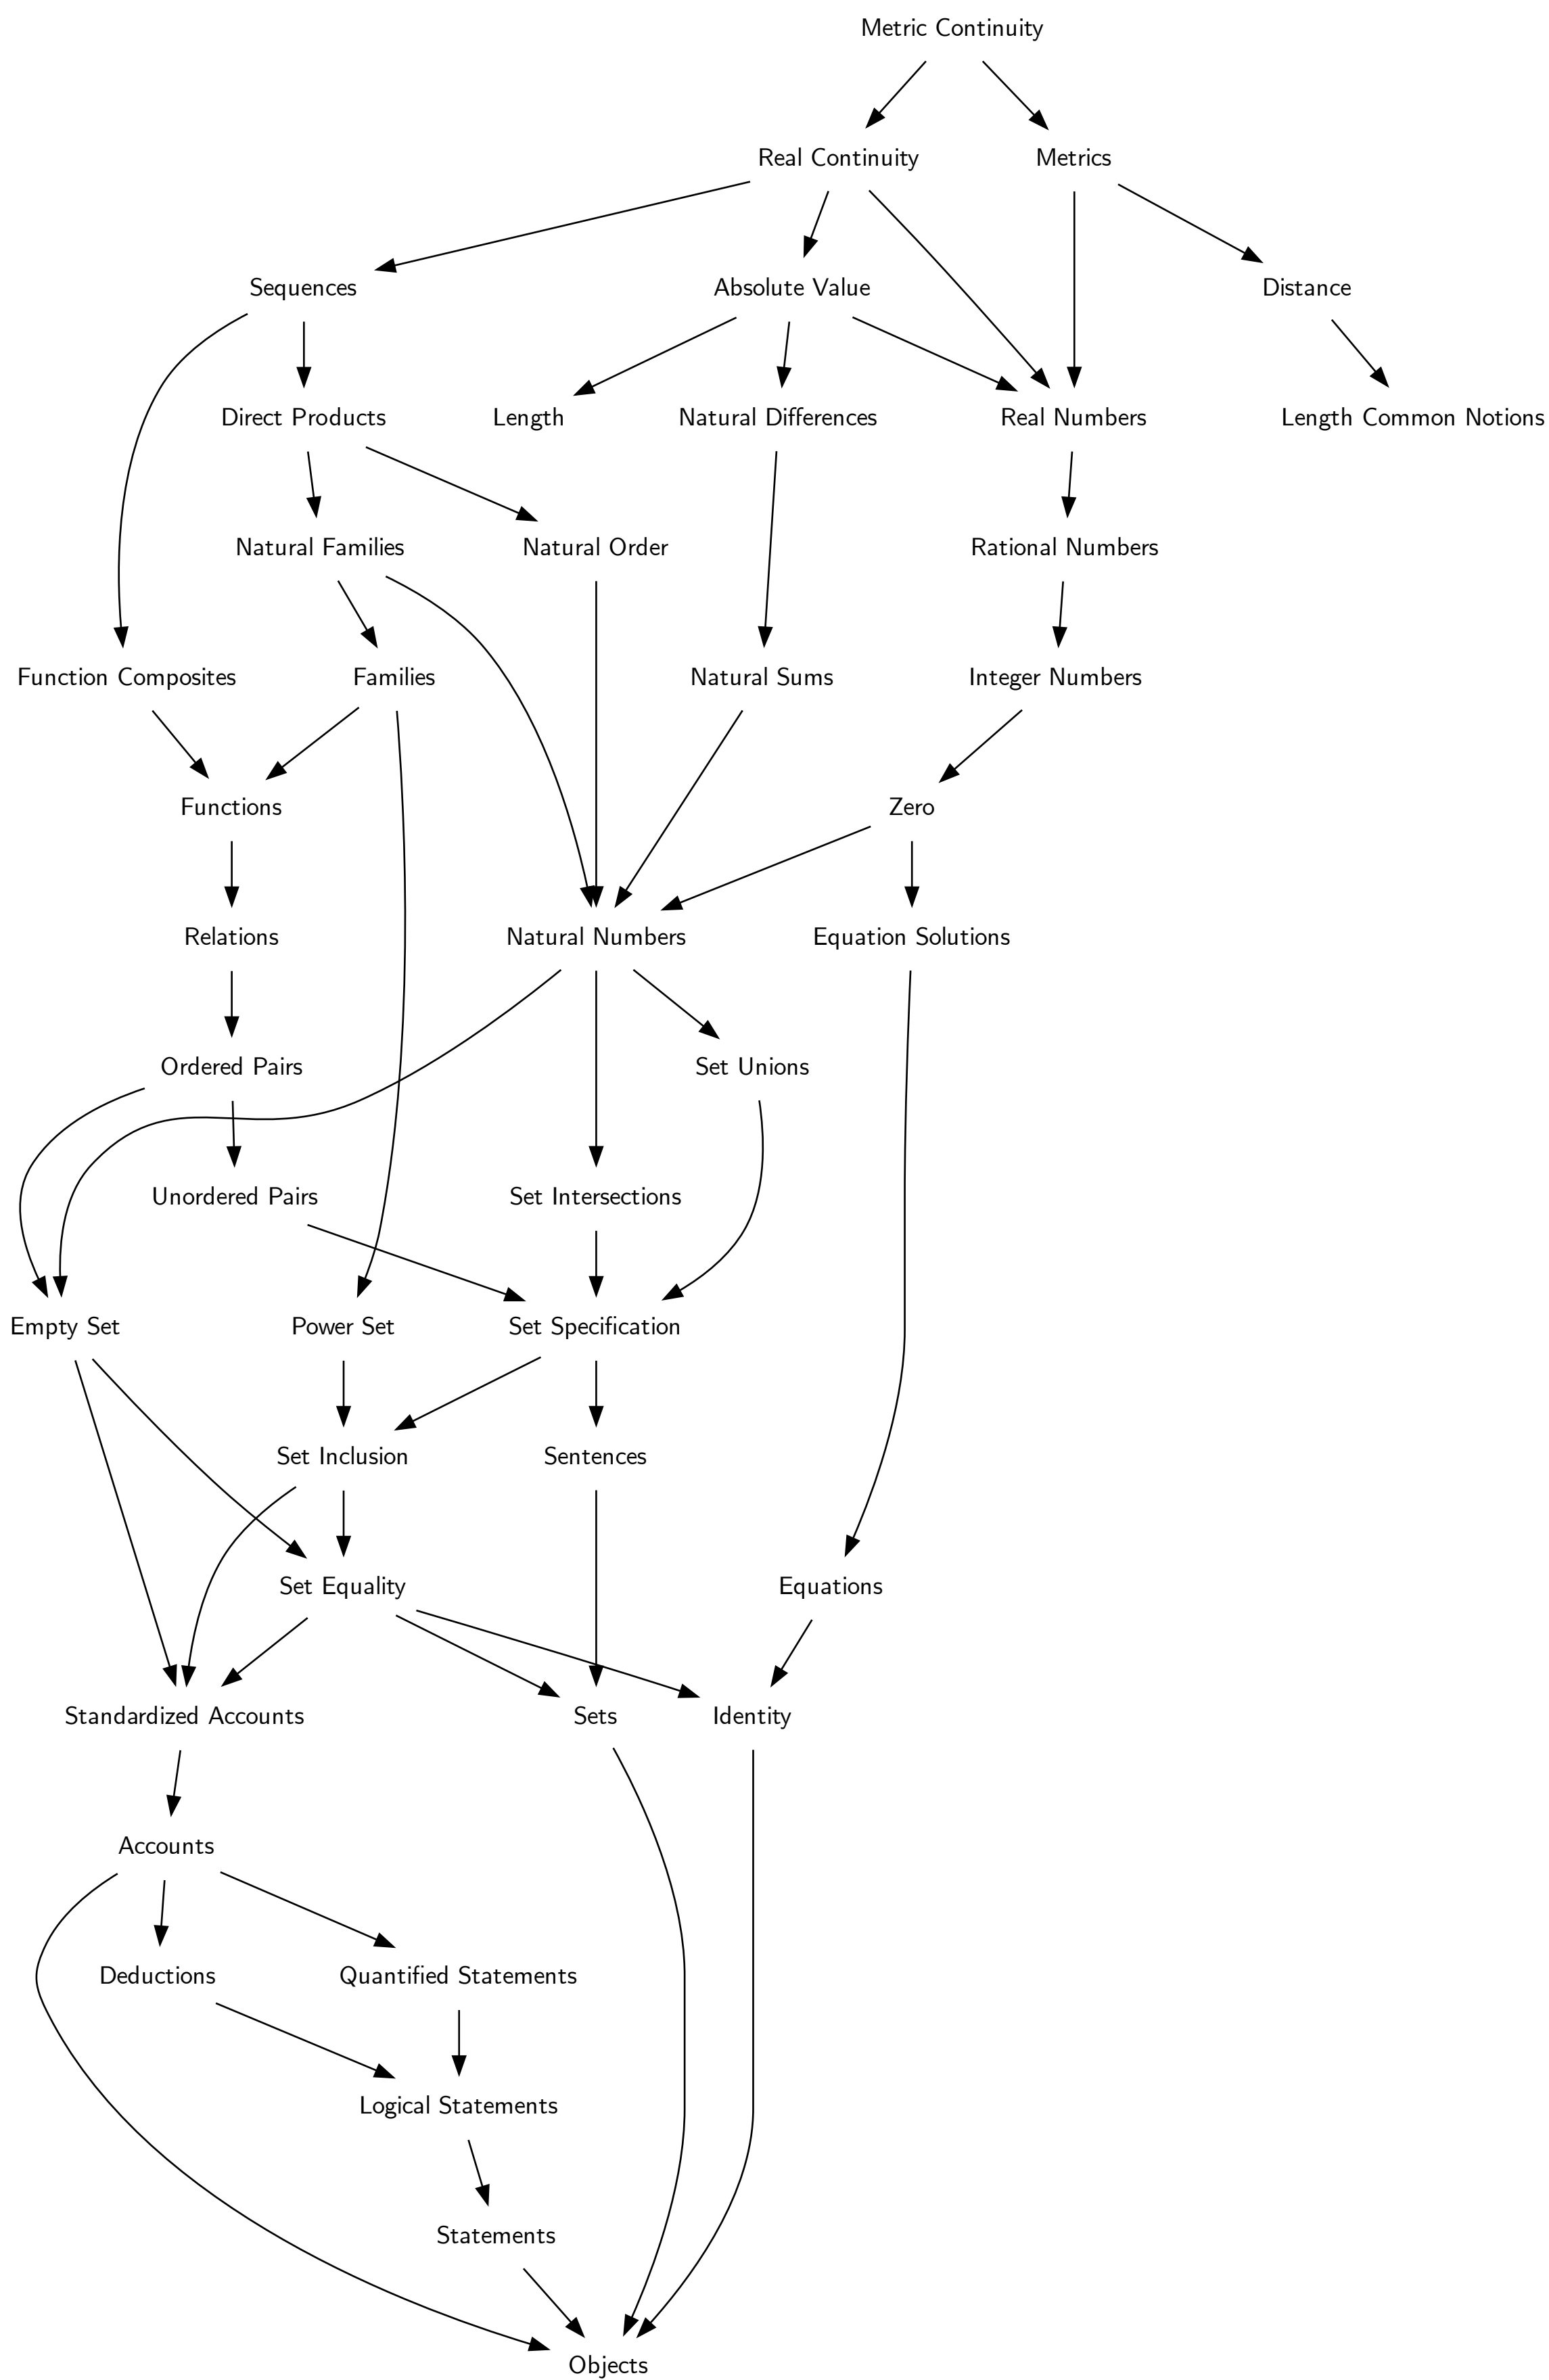 Metric Continuity
Real Continuity
Metrics
Sequences
Absolute Value
Distance
Direct Products
Length
Natural Differences
Real Numbers
Length Common Notions
Natural Families
Natural Order
Rational Numbers
Function Composites
Families
Natural Sums
Integer Numbers
Functions
Zero
Relations
Natural Numbers
Equation Solutions
Ordered Pairs
Set Unions
Unordered Pairs
Set Intersections
Empty Set
Power Set
Set Specification
Set Inclusion
Sentences
Set Equality
Equations
Standardized Accounts
Sets
Identity
Accounts
Deductions
Quantified Statements
Logical Statements
Statements
Objects